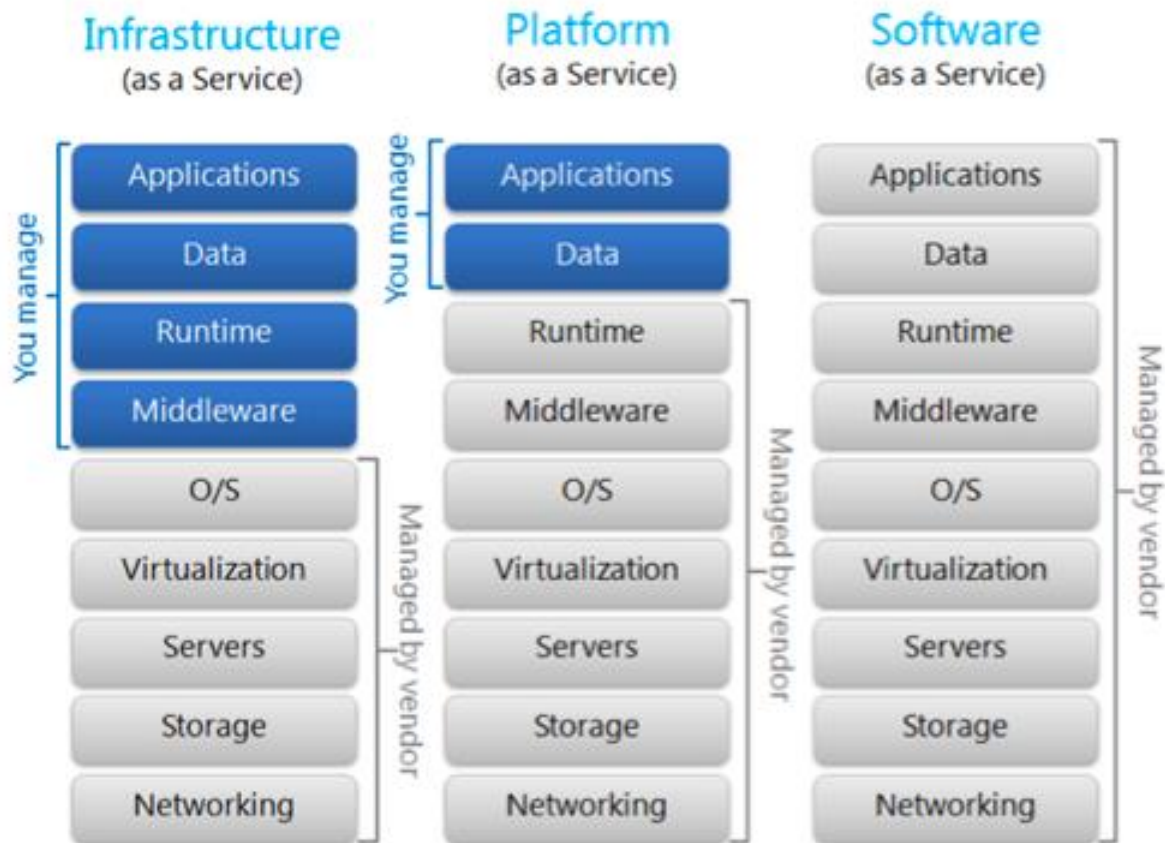 Infrastructure
(as a Service)
You manage
Applications
Data
Runtime
Middleware
O/S
Virtualization
Servers
Storage
Networking
Managed by vendor
Platform
(as a Service)
You manage
Applications
Data
Runtime
Middleware
O/S
Virtualization
Servers
Storage
Networking
Managed by vendor
Software
(as a Service)
Applications
Data
Runtime
Middleware
O/S
Virtualization
Servers
Storage
Networking
Managed by vendor